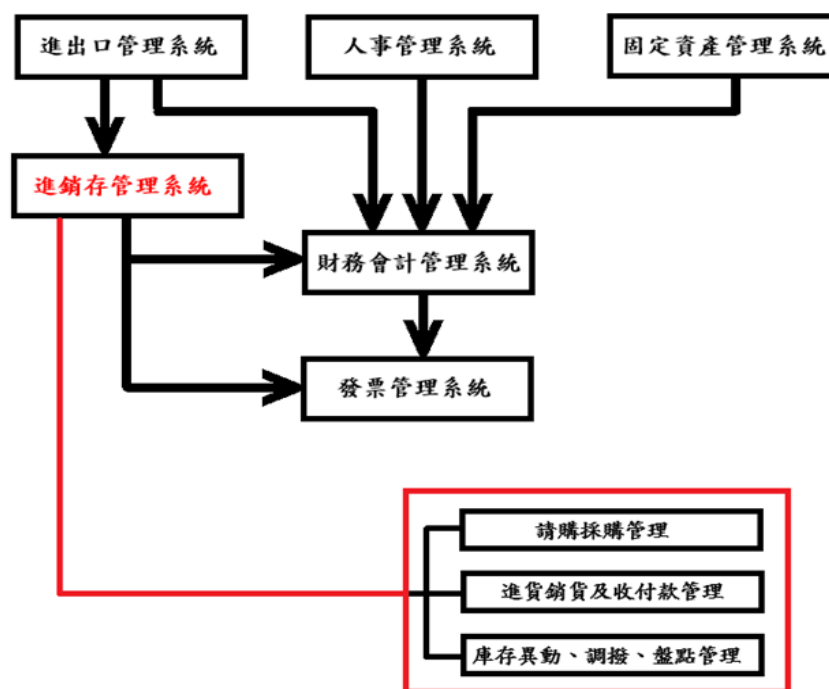 進出口管理系統
人事管理系統
固定資產管理系統
進銷存管理系統
財務會計管理系統
發票管理系統
請購採購管理
進貨銷貨及收付款管理
庫存異動、調撥、盤點管理